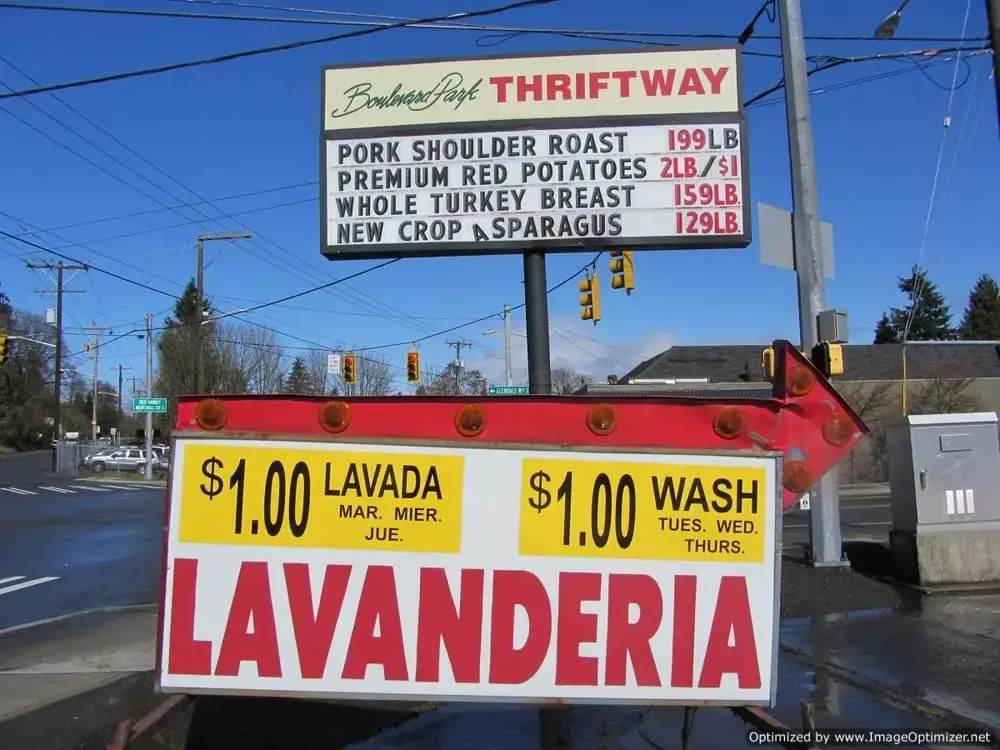 Boulevard Park THRIFTWAY
PORK SHOULDER ROAST 199LB
PREMIUM RED POTATOES 2LB./$1
WHOLE TURKEY BREAST 159LB.
NEW CROP ASPARAGUS 129LB.
GLENDALE WY S
$1.00 LAVADA
MAR. MIER.
JUE.
$1.00 WASH
TUES. WED.
THURS.
LAVANDERIA
Optimized by www.ImageOptimizer.net